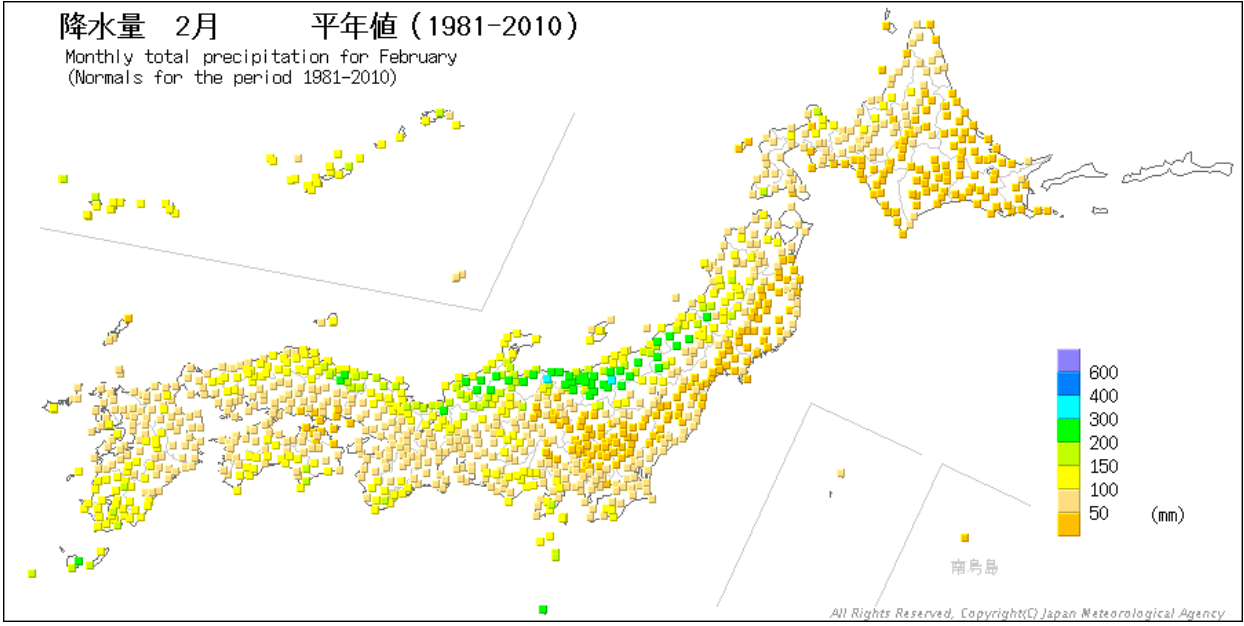 降水量 2月 平年値（1981-2010）
Monthly total precipitation for February
(Normals for the period 1981-2010)
600
400
300
200
150
100
50
(mm)
南鳥島
All Rights Reserved, Copyright(C) Japan Meteorological Agency